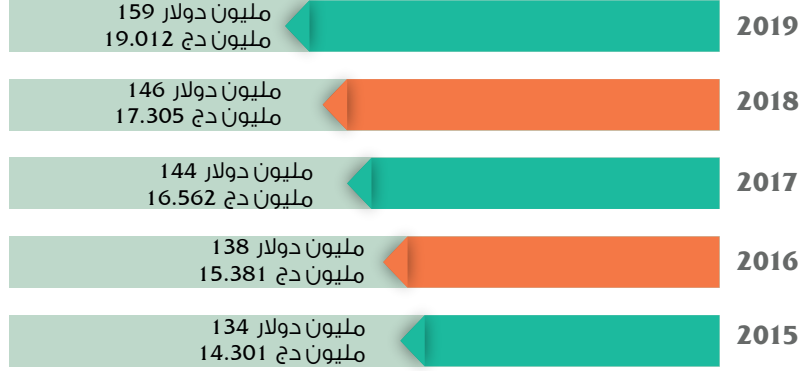 2019
159 مليون دولار
19.012 مليون دج
2018
146 مليون دولار
17.305 مليون دج
2017
144 مليون دولار
16.562 مليون دج
2016
138 مليون دولار
15.381 مليون دج
2015
134 مليون دولار
14.301 مليون دج